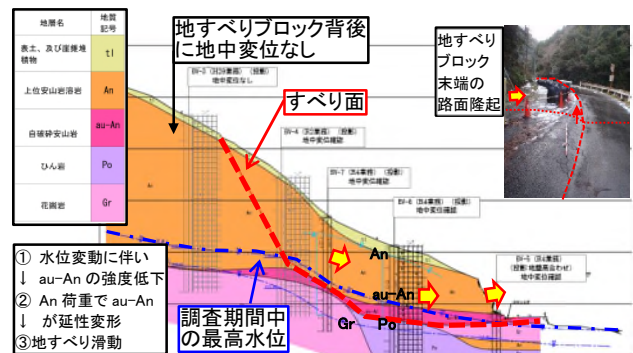 地層名
地質
記号
表土、及び崖錐堆
積物
tl
上位安山岩溶岩
An
自破砕安山岩
au-An
ひん岩
Po
花崗岩
Gr
地すべりブロック背後
に地中変位なし
地中変位なし
すべり面
地中変位確認
地中変位確認
地中変位確認
地中変位確認
地すべり
ブロック
末端の
路面隆起
An
au-An
Gr
Po
① 水位変動に伴い
↓ au-An の強度低下
② An 荷重で au-An
↓ が延性変形
③地すべり滑動
調査期間中
の最高水位